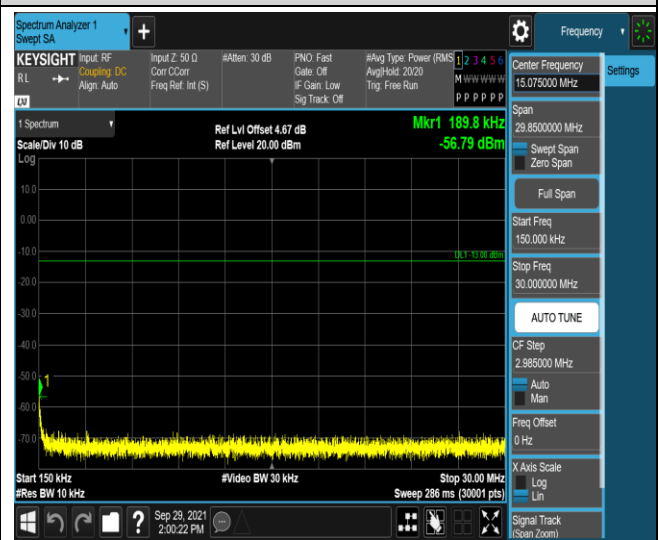 Spectrum Analyzer 1
Swept SA
+
Frequency
KEYSIGHT
RL
Input: RF
Coupling: DC
Align: Auto
Input Z: 50 Ω
Corr CCorr
Freq Ref: Int (S)
#Atten: 30 dB
PNO: Fast
Gate: Off
IF Gain: Low
Sig Track: Off
#Avg Type: Power (RMS
Avg|Hold: 20/20
Trig: Free Run
1 2 3 4 5 6
M W W W W W
P P P P P P
Settings
1 Spectrum
Scale/Div 10 dB
Ref Lvl Offset 4.67 dB
Ref Level 20.00 dBm
Mkr1 189.8 kHz
-56.79 dBm
Log
10.0
0.00
-10.0
DL1 -13.00 dBm
-20.0
-30.0
-40.0
-50.0
1
-60.0
-70.0
Start 150 kHz
#Res BW 10 kHz
#Video BW 30 kHz
Stop 30.00 MHz
Sweep 286 ms (30001 pts)
Center Frequency
15.075000 MHz
Span
29.8500000 MHz
Swept Span
Zero Span
Full Span
Start Freq
150.000 kHz
Stop Freq
30.000000 MHz
AUTO TUNE
CF Step
2.985000 MHz
Auto
Man
Freq Offset
0 Hz
X Axis Scale
Log
Lin
Signal Track
(Span Zoom)
?
Sep 29, 2021
2:00:22 PM